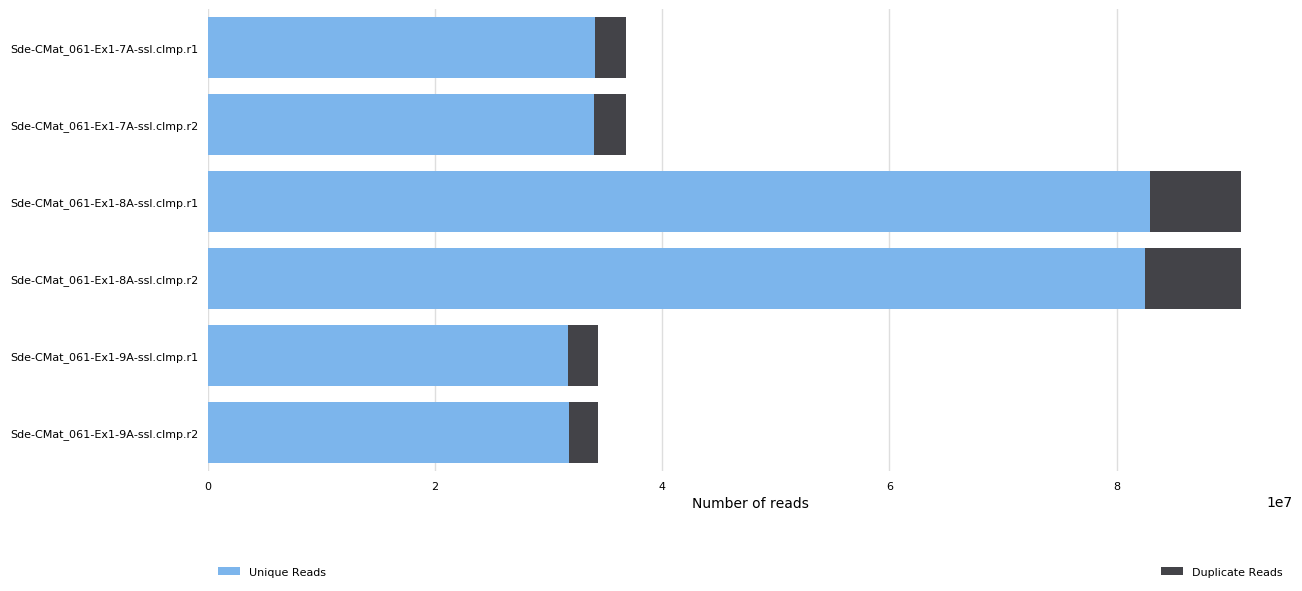 Sde-CMat_061-Ex1-7A-ssl.clmp.r1
Sde-CMat_061-Ex1-7A-ssl.clmp.r2
Sde-CMat_061-Ex1-8A-ssl.clmp.r1
Sde-CMat_061-Ex1-8A-ssl.clmp.r2
Sde-CMat_061-Ex1-9A-ssl.clmp.r1
Sde-CMat_061-Ex1-9A-ssl.clmp.r2
0 2 4 6 8
Number of reads
1e7
Unique Reads
Duplicate Reads